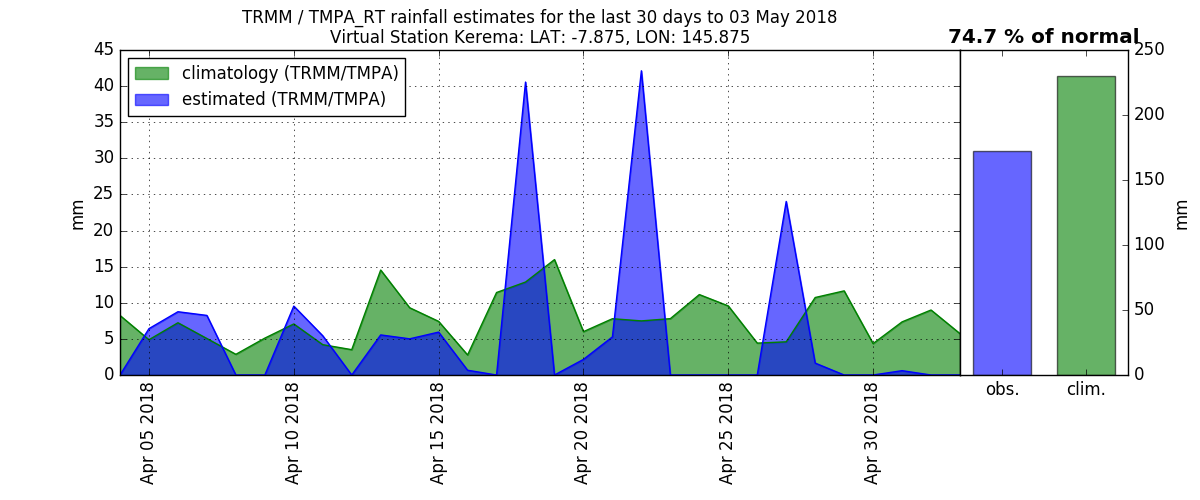 TRMM / TMPA_RT rainfall estimates for the last 30 days to 03 May 2018
Virtual Station Kerema: LAT: -7.875, LON: 145.875
74.7 % of normal
climatology (TRMM/TMPA)
estimated (TRMM/TMPA)
mm
45
40
35
30
25
20
15
10
5
0
Apr 05 2018
Apr 10 2018
Apr 15 2018
Apr 20 2018
Apr 25 2018
Apr 30 2018
250
200
150
100
50
0
mm
obs.
clim.